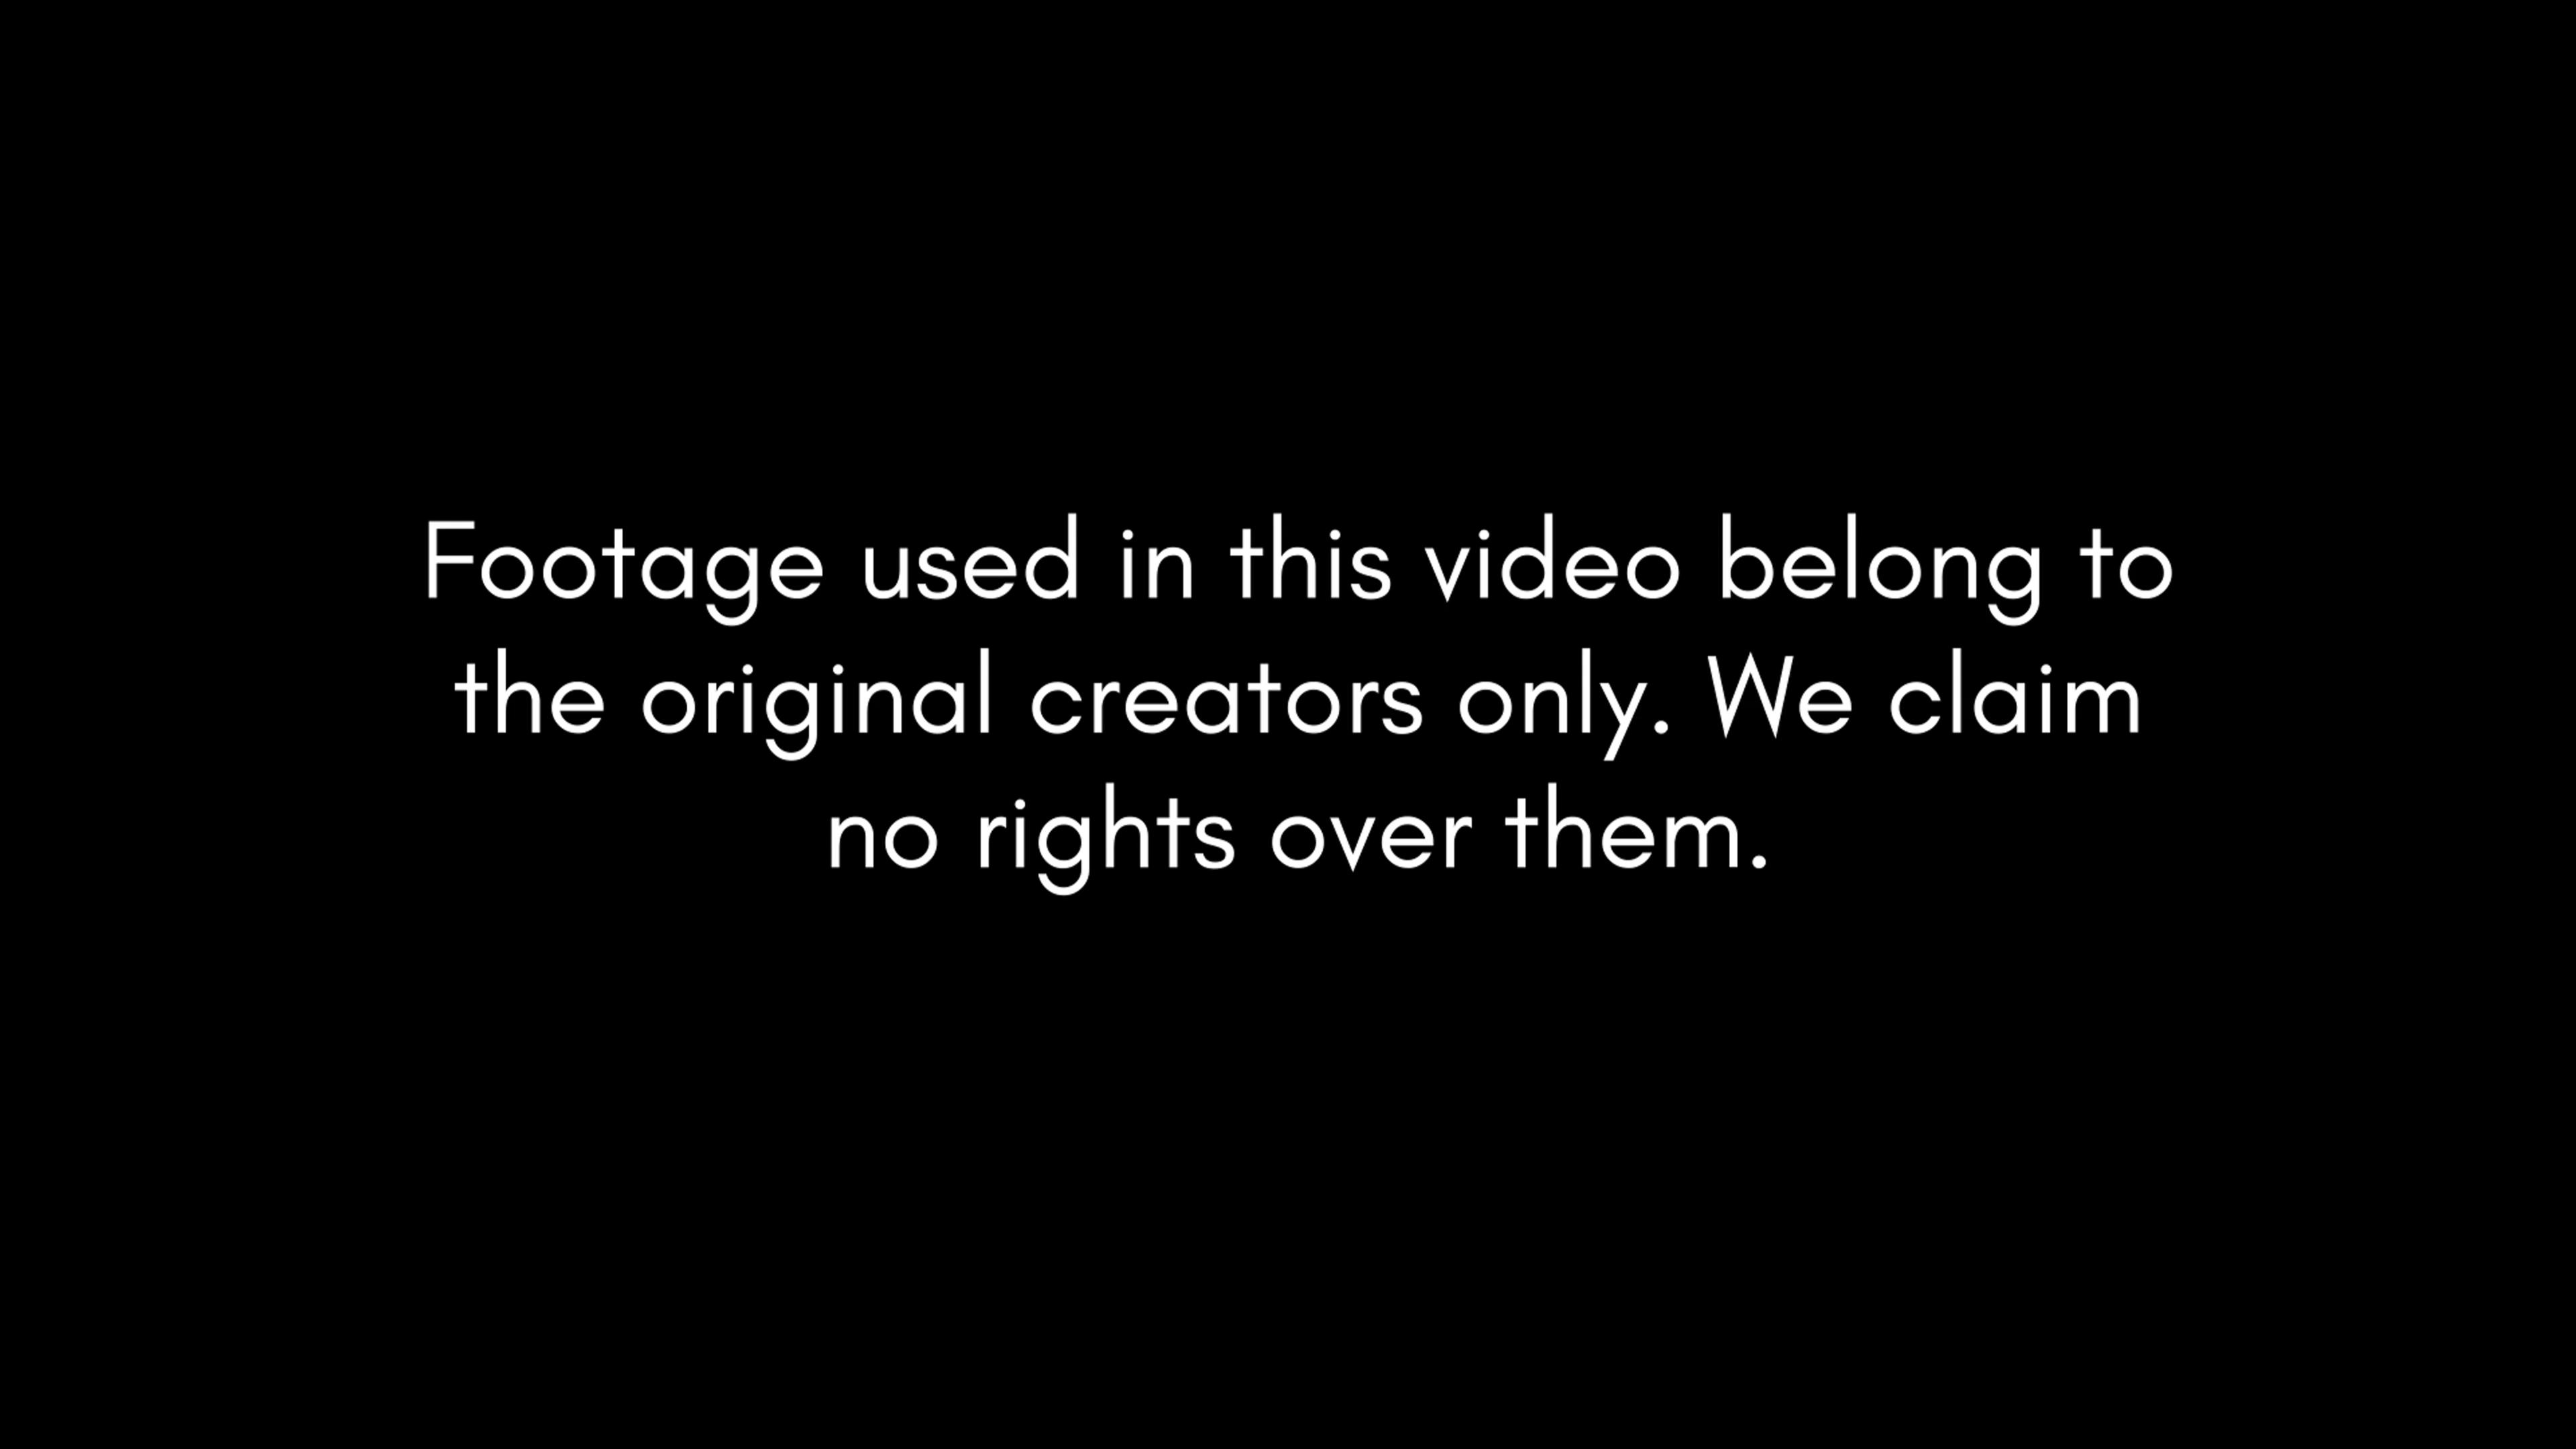 Footage used in this video belong to
the original creators only. We claim
no rights over them.